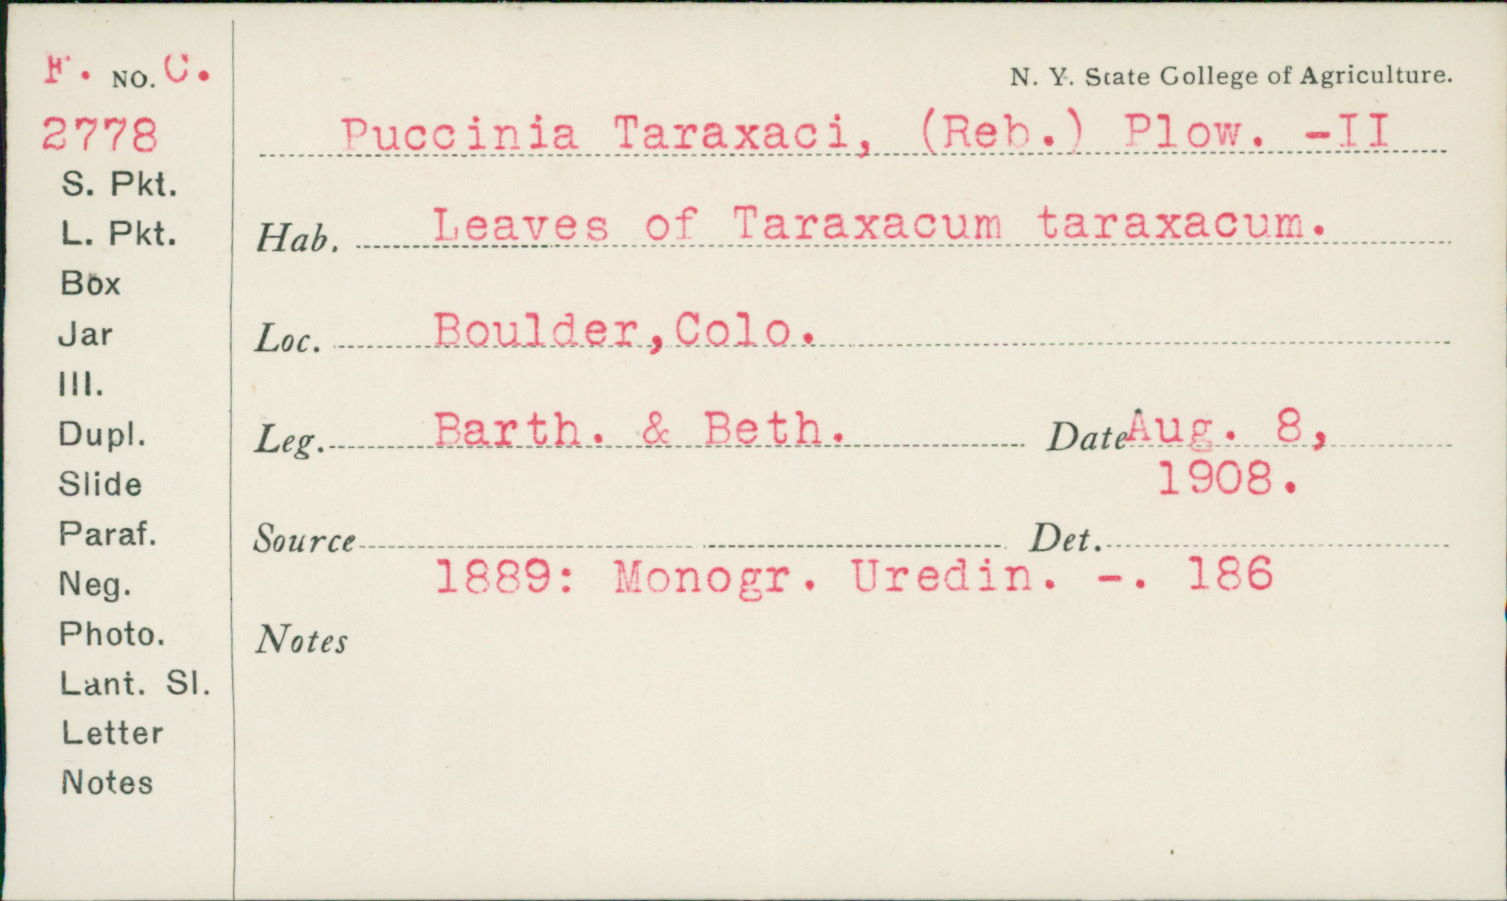 F. NO. C.
2778
S. Pkt.
L. Pkt.
Box
Jar
Ill.
Dupl.
Slide
Paraf.
Neg.
Photo.
Lant. Sl.
Letter
Notes
N. Y. State College of Agriculture.
Puccinia Taraxaci, (Reb.) Plow. -II
Hab. Leaves of Taraxacum taraxacum.
Loc. Boulder,Colo.
Leg. Barth. & Beth. Date Aug. 8,
1908.
Source Det.
1889: Monogr. Uredin. -. 186
Notes